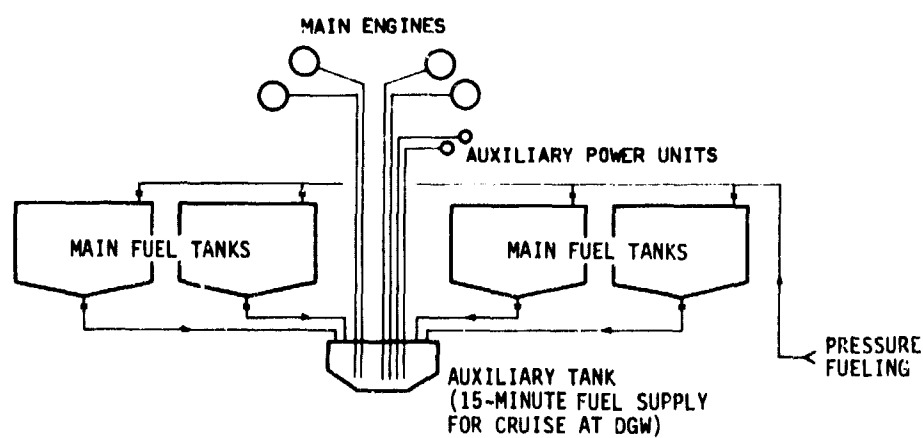 MAIN ENGINES
AUXILIARY POWER UNITS
MAIN FUEL TANKS
MAIN FUEL TANKS
PRESSURE
FUELING
AUXILIARY TANK
(15-MINUTE FUEL SUPPLY
FOR CRUISE AT DGW)